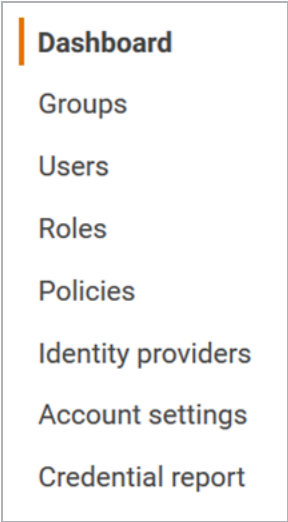 Dashboard
Groups
Users
Roles
Policies
Identity providers
Account settings
Credential report